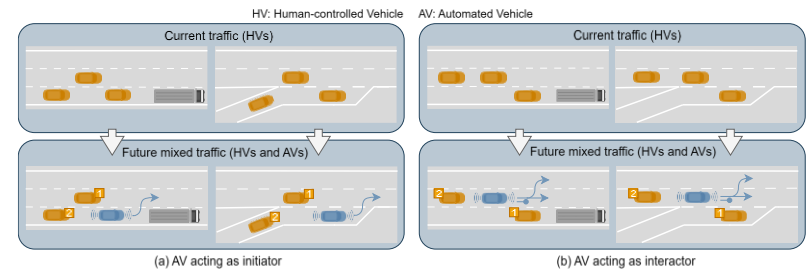 HV: Human-controlled Vehicle AV: Automated Vehicle
Current traffic (HVs)
Current traffic (HVs)
Future mixed traffic (HVs and AVs)
1
2
1
2
Future mixed traffic (HVs and AVs)
2
1
2
1
(a) AV acting as initiator
(b) AV acting as interactor